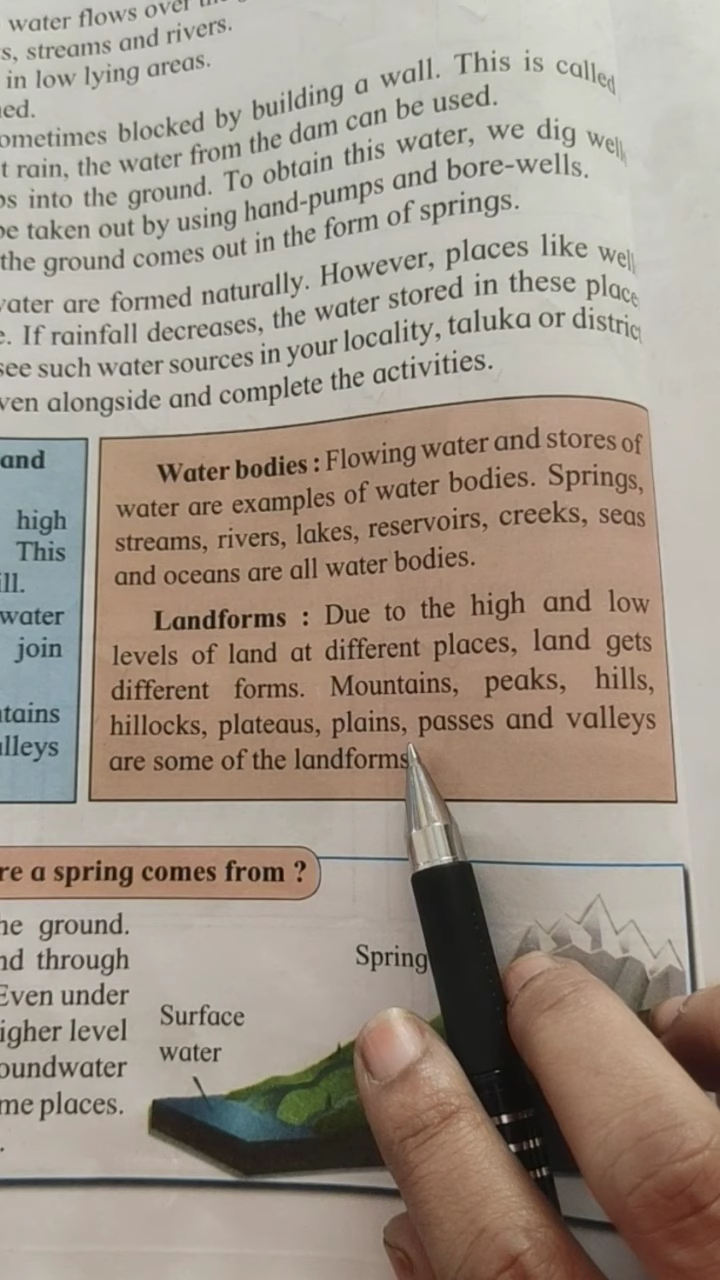 water flows over
s, streams and rivers.
in low lying areas.
ed.
ometimes blocked by building a wall. This is called
t rain, the water from the dam can be used.
os into the ground. To obtain this water, we dig well
be taken out by using hand-pumps and bore-wells.
the ground comes out in the form of springs.
vater are formed naturally. However, places like well
e. If rainfall decreases, the water stored in these place
see such water sources in your locality, taluka or distric
ven alongside and complete the activities.
and
high
This
ill.
water
join
tains
lleys
Water bodies : Flowing water and stores of
water are examples of water bodies. Springs,
streams, rivers, lakes, reservoirs, creeks, seas
and oceans are all water bodies.
Landforms : Due to the high and low
levels of land at different places, land gets
different forms. Mountains, peaks, hills,
hillocks, plateaus, plains, passes and valleys
are some of the landforms
re a spring comes from ?
he ground.
nd through
Even under
igher level
oundwater
me places.
.
Spring
Surface
water